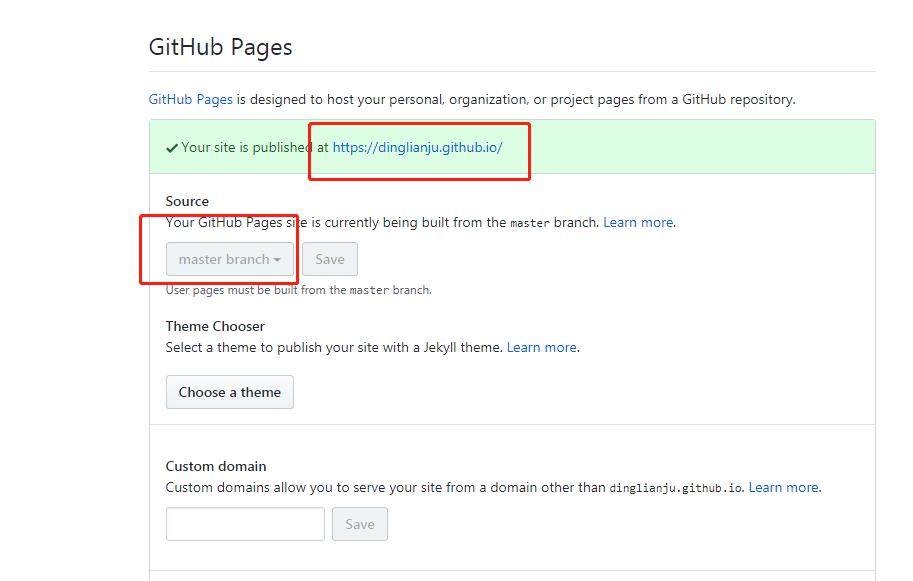 GitHub Pages
GitHub Pages is designed to host your personal, organization, or project pages from a GitHub repository.
Your site is published at https://dinglianju.github.io/
Source
Your GitHub Pages site is currently being built from the master branch. Learn more.
master branch Save
User pages must be built from the master branch.
Theme Chooser
Select a theme to publish your site with a Jekyll theme. Learn more.
Choose a theme
Custom domain
Custom domains allow you to serve your site from a domain other than dinglianju.github.io. Learn more.
Save